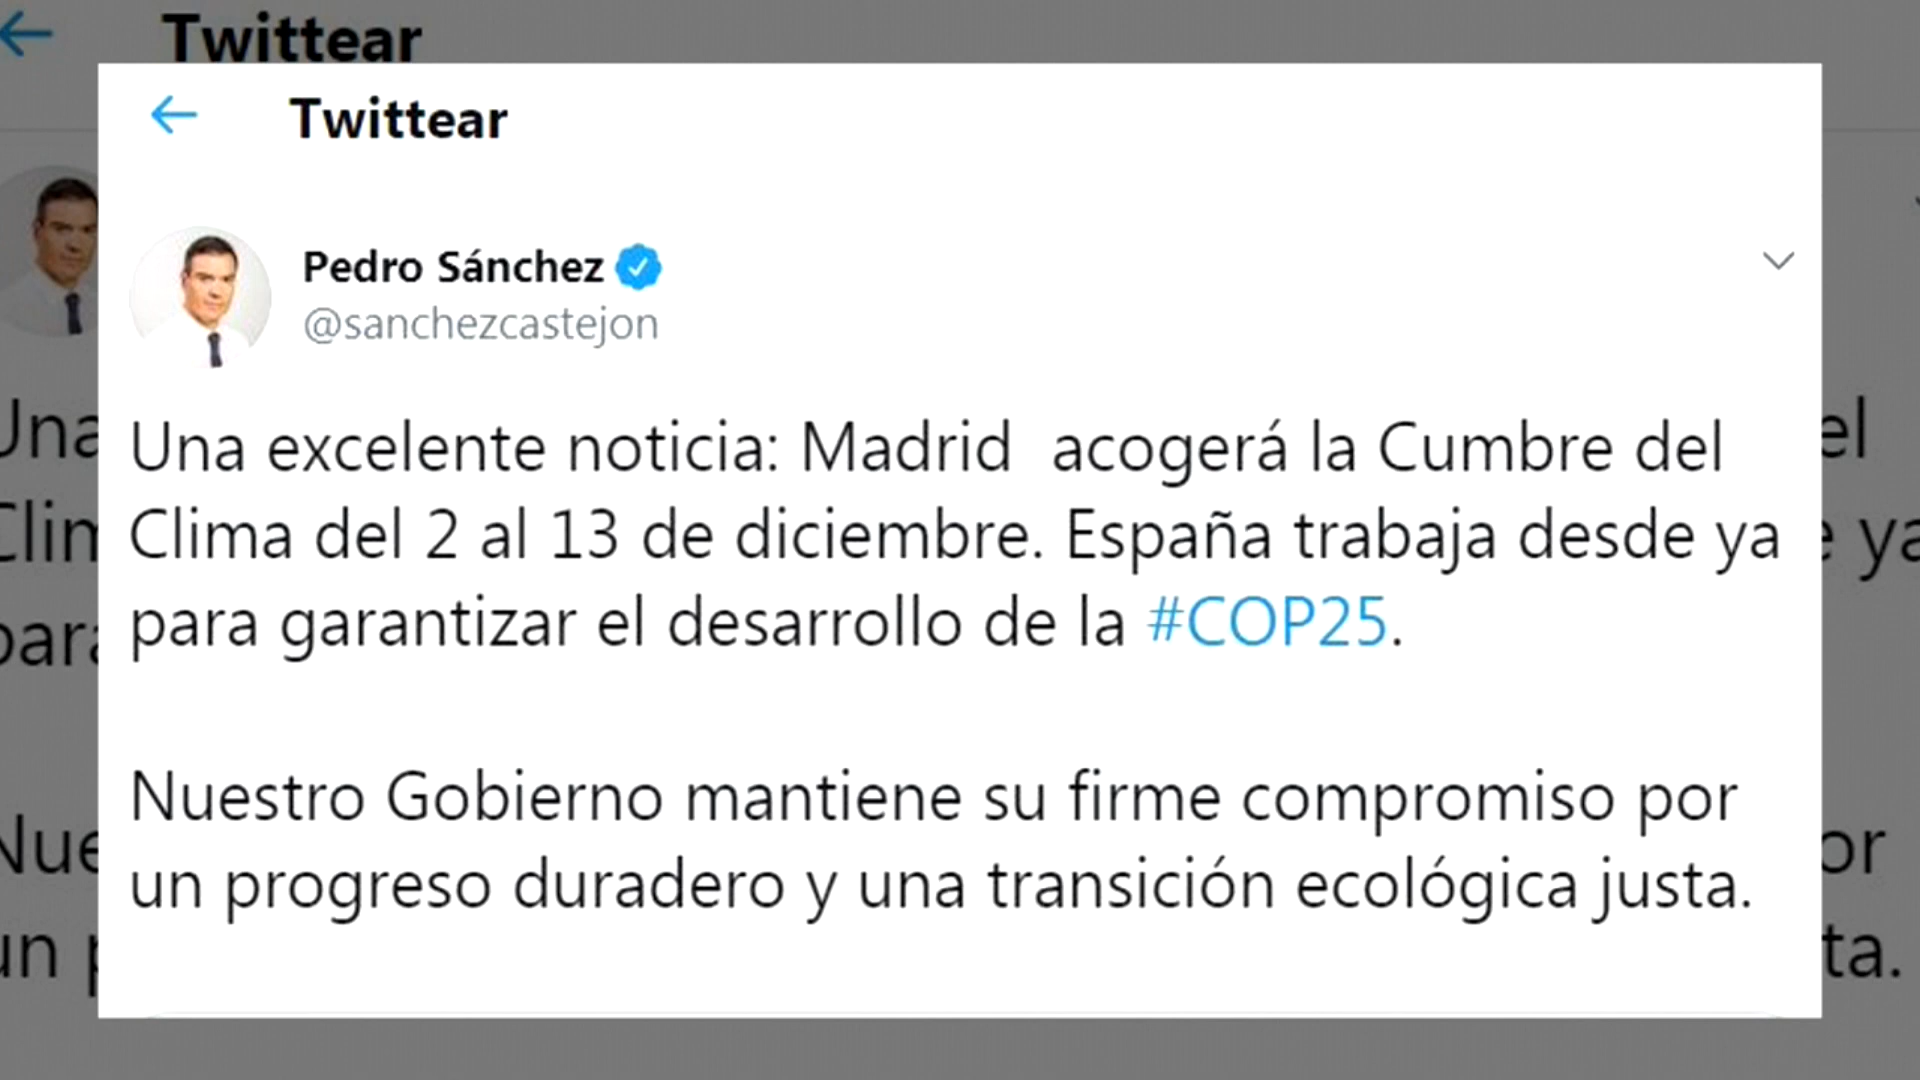 Twittear
Twittear
Pedro Sánchez
@sanchezcastejon
Una excelente noticia: Madrid  acogerá la Cumbre del
Clima del 2 al 13 de diciembre. España trabaja desde ya
para garantizar el desarrollo de la #COP25.
Nuestro Gobierno mantiene su firme compromiso por
un progreso duradero y una transición ecológica justa.